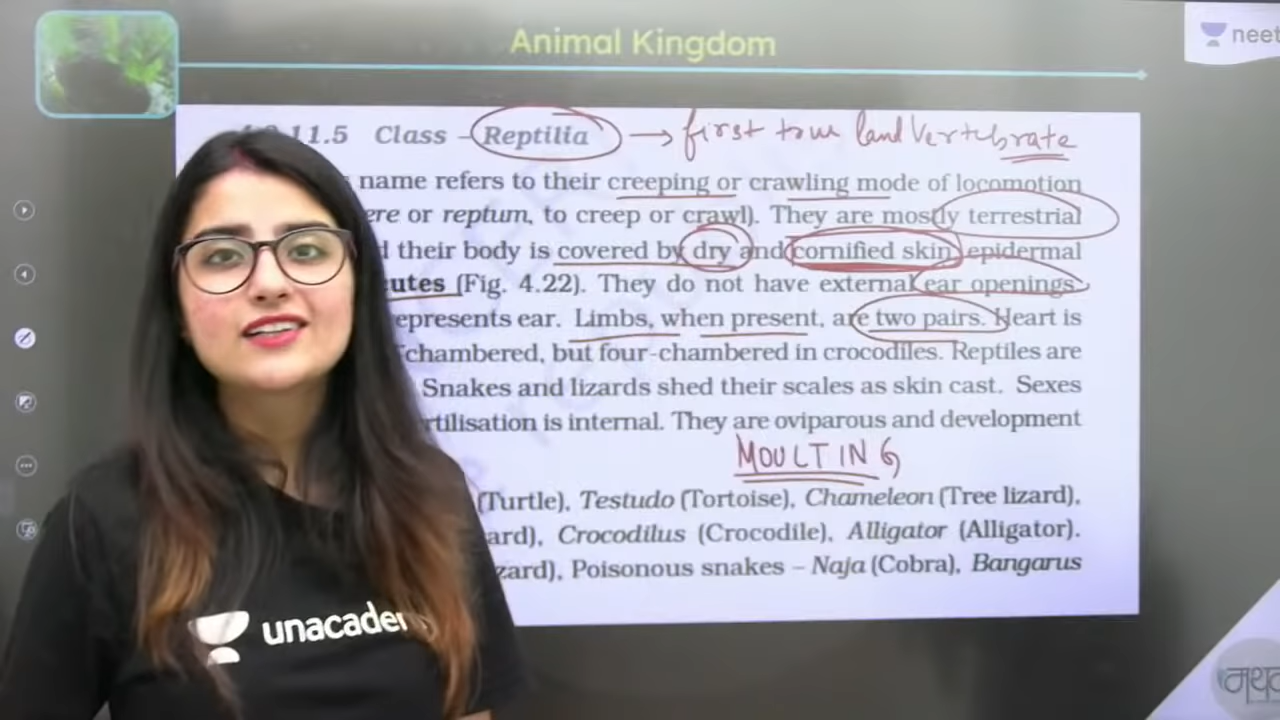 Animal Kingdom
neet
11.5 Class – Reptilia → first true land Vertebrate
name refers to their creeping or crawling mode of locomotion
ere or reptum, to creep or crawl). They are mostly terrestrial
d their body is covered by dry and cornified skin, epidermal
utes (Fig. 4.22). They do not have external ear openings.
epresents ear. Limbs, when present, are two pairs. Heart is
chambered, but four-chambered in crocodiles. Reptiles are
Snakes and lizards shed their scales as skin cast. Sexes
rtilisation is internal. They are oviparous and development
MOULTING
(Turtle), Testudo (Tortoise), Chameleon (Tree lizard),
ard), Crocodilus (Crocodile), Alligator (Alligator).
zard), Poisonous snakes – Naja (Cobra), Bangarus
unacademy